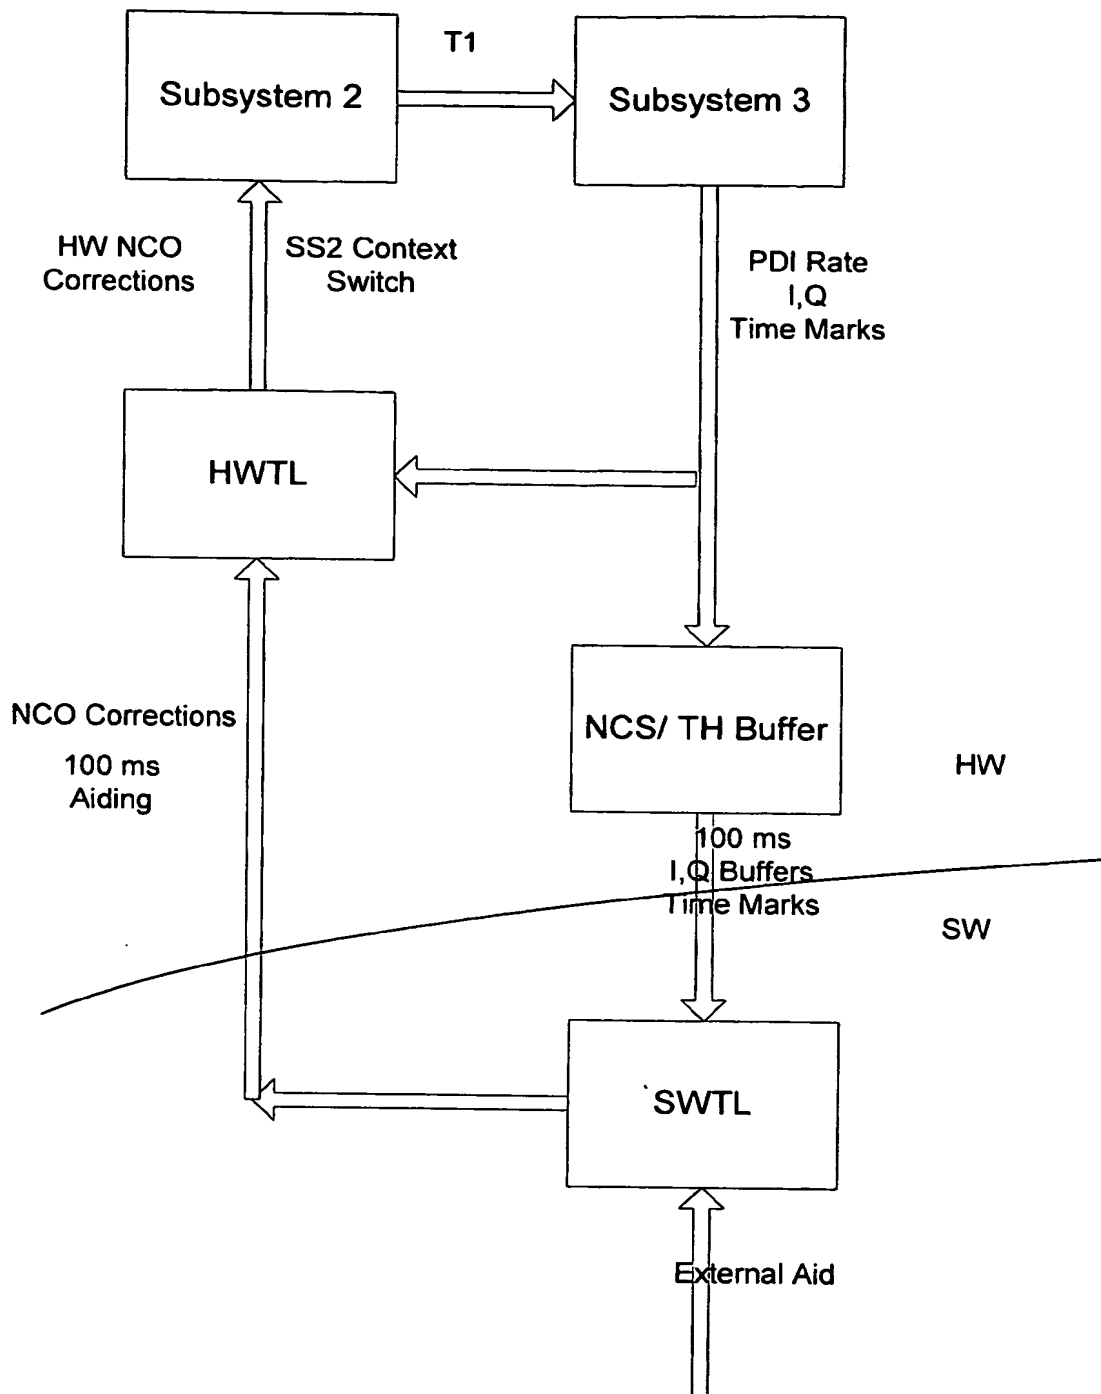 T1
Subsystem 2
Subsystem 3
HW NCO
Corrections
SS2 Context
Switch
PDI Rate
I,Q
Time Marks
HWTL
NCO Corrections
100 ms
Aiding
NCS/ TH Buffer
HW
100 ms
I,Q Buffers
Time Marks
SW
SWTL
External Aid